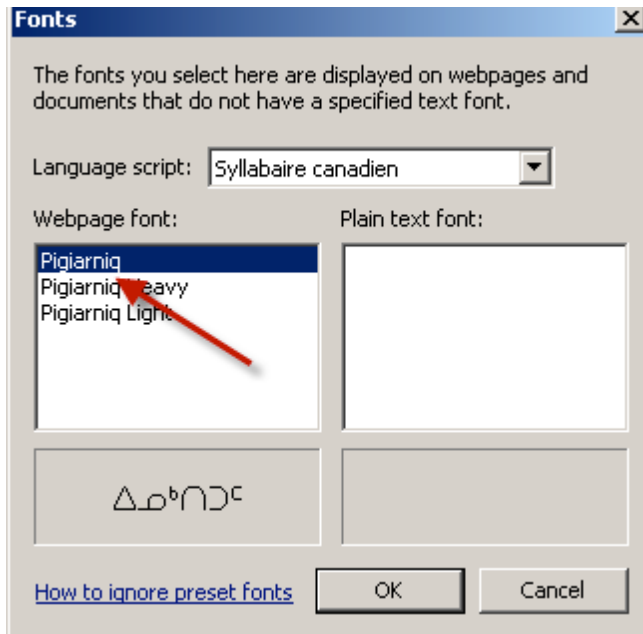 Fonts
The fonts you select here are displayed on webpages and
documents that do not have a specified text font.
Language script: Syllabaire canadien
Webpage font: Plain text font:
Pigiarniq
Pigiarniq Heavy
Pigiarniq Light
ᐃᓄᒃᑎᑐᑦ
How to ignore preset fonts OK Cancel